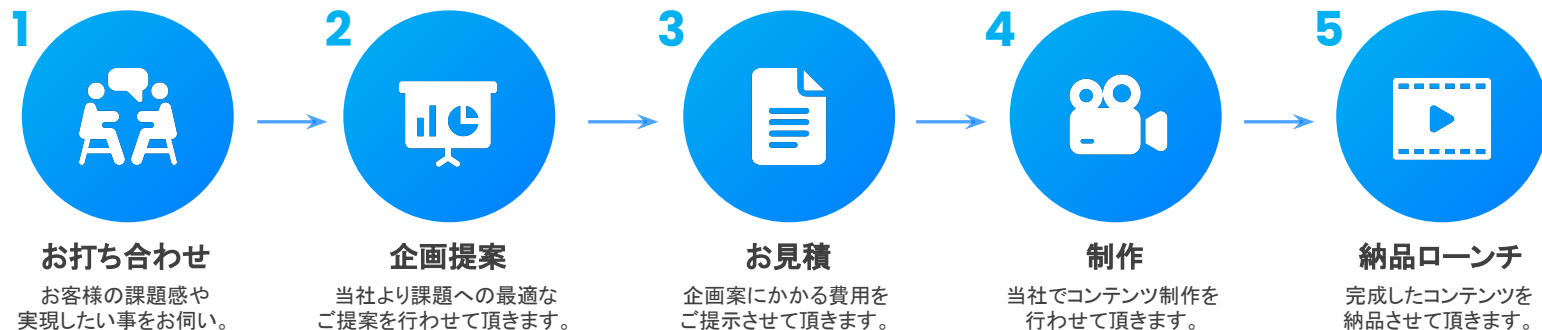 1
お打ち合わせ
お客様の課題感や
実現したい事をお伺い。
2
企画提案
当社より課題への最適な
ご提案を行わせて頂きます。
3
お見積
企画案にかかる費用を
ご提示させて頂きます。
4
制作
当社でコンテンツ制作を
行わせて頂きます。
5
納品ローンチ
完成したコンテンツを
納品させて頂きます。